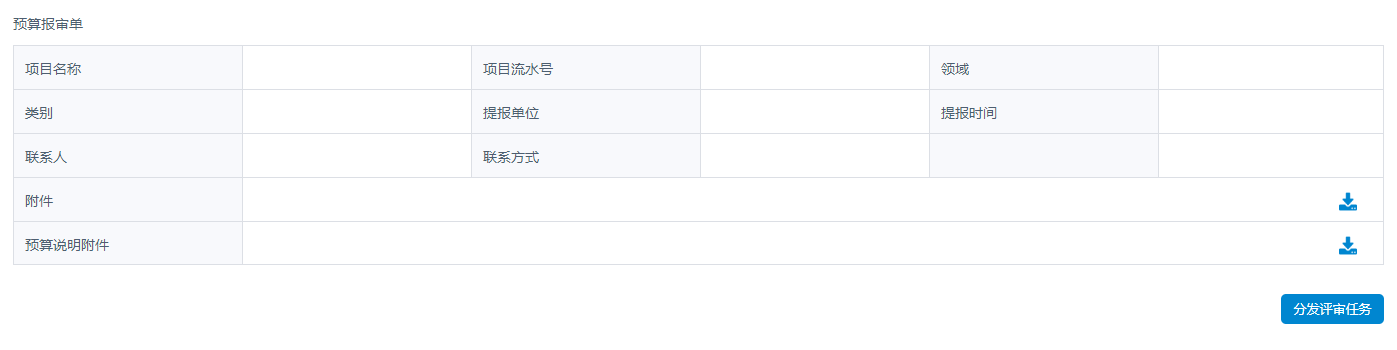 预算报审单
项目名称 项目流水号 领域
类别 提报单位 提报时间
联系人 联系方式
附件
预算说明附件
分发评审任务